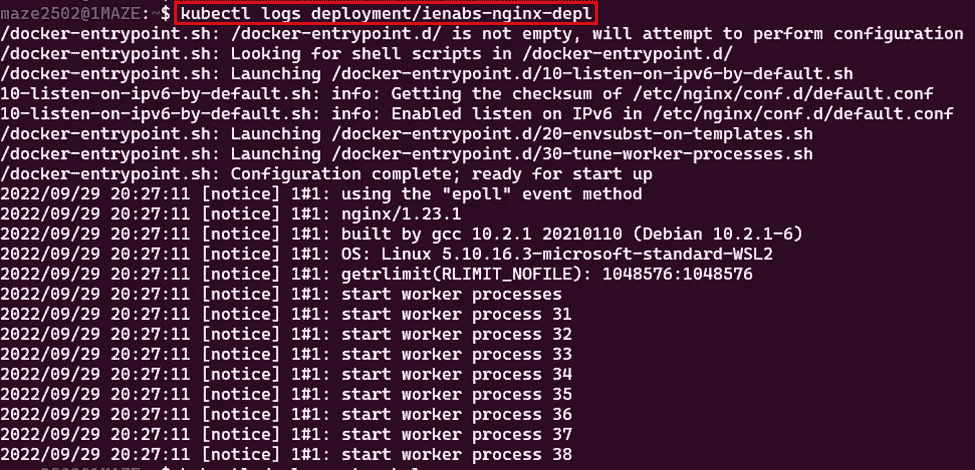 maze2502@1MAZE:~$ kubectl logs deployment/ienabs-nginx-depl
/docker-entrypoint.sh: /docker-entrypoint.d/ is not empty, will attempt to perform configuration
/docker-entrypoint.sh: Looking for shell scripts in /docker-entrypoint.d/
/docker-entrypoint.sh: Launching /docker-entrypoint.d/10-listen-on-ipv6-by-default.sh
10-listen-on-ipv6-by-default.sh: info: Getting the checksum of /etc/nginx/conf.d/default.conf
10-listen-on-ipv6-by-default.sh: info: Enabled listen on IPv6 in /etc/nginx/conf.d/default.conf
/docker-entrypoint.sh: Launching /docker-entrypoint.d/20-envsubst-on-templates.sh
/docker-entrypoint.sh: Launching /docker-entrypoint.d/30-tune-worker-processes.sh
/docker-entrypoint.sh: Configuration complete; ready for start up
2022/09/29 20:27:11 [notice] 1#1: using the "epoll" event method
2022/09/29 20:27:11 [notice] 1#1: nginx/1.23.1
2022/09/29 20:27:11 [notice] 1#1: built by gcc 10.2.1 20210110 (Debian 10.2.1-6)
2022/09/29 20:27:11 [notice] 1#1: OS: Linux 5.10.16.3-microsoft-standard-WSL2
2022/09/29 20:27:11 [notice] 1#1: getrlimit(RLIMIT_NOFILE): 1048576:1048576
2022/09/29 20:27:11 [notice] 1#1: start worker processes
2022/09/29 20:27:11 [notice] 1#1: start worker process 31
2022/09/29 20:27:11 [notice] 1#1: start worker process 32
2022/09/29 20:27:11 [notice] 1#1: start worker process 33
2022/09/29 20:27:11 [notice] 1#1: start worker process 34
2022/09/29 20:27:11 [notice] 1#1: start worker process 35
2022/09/29 20:27:11 [notice] 1#1: start worker process 36
2022/09/29 20:27:11 [notice] 1#1: start worker process 37
2022/09/29 20:27:11 [notice] 1#1: start worker process 38